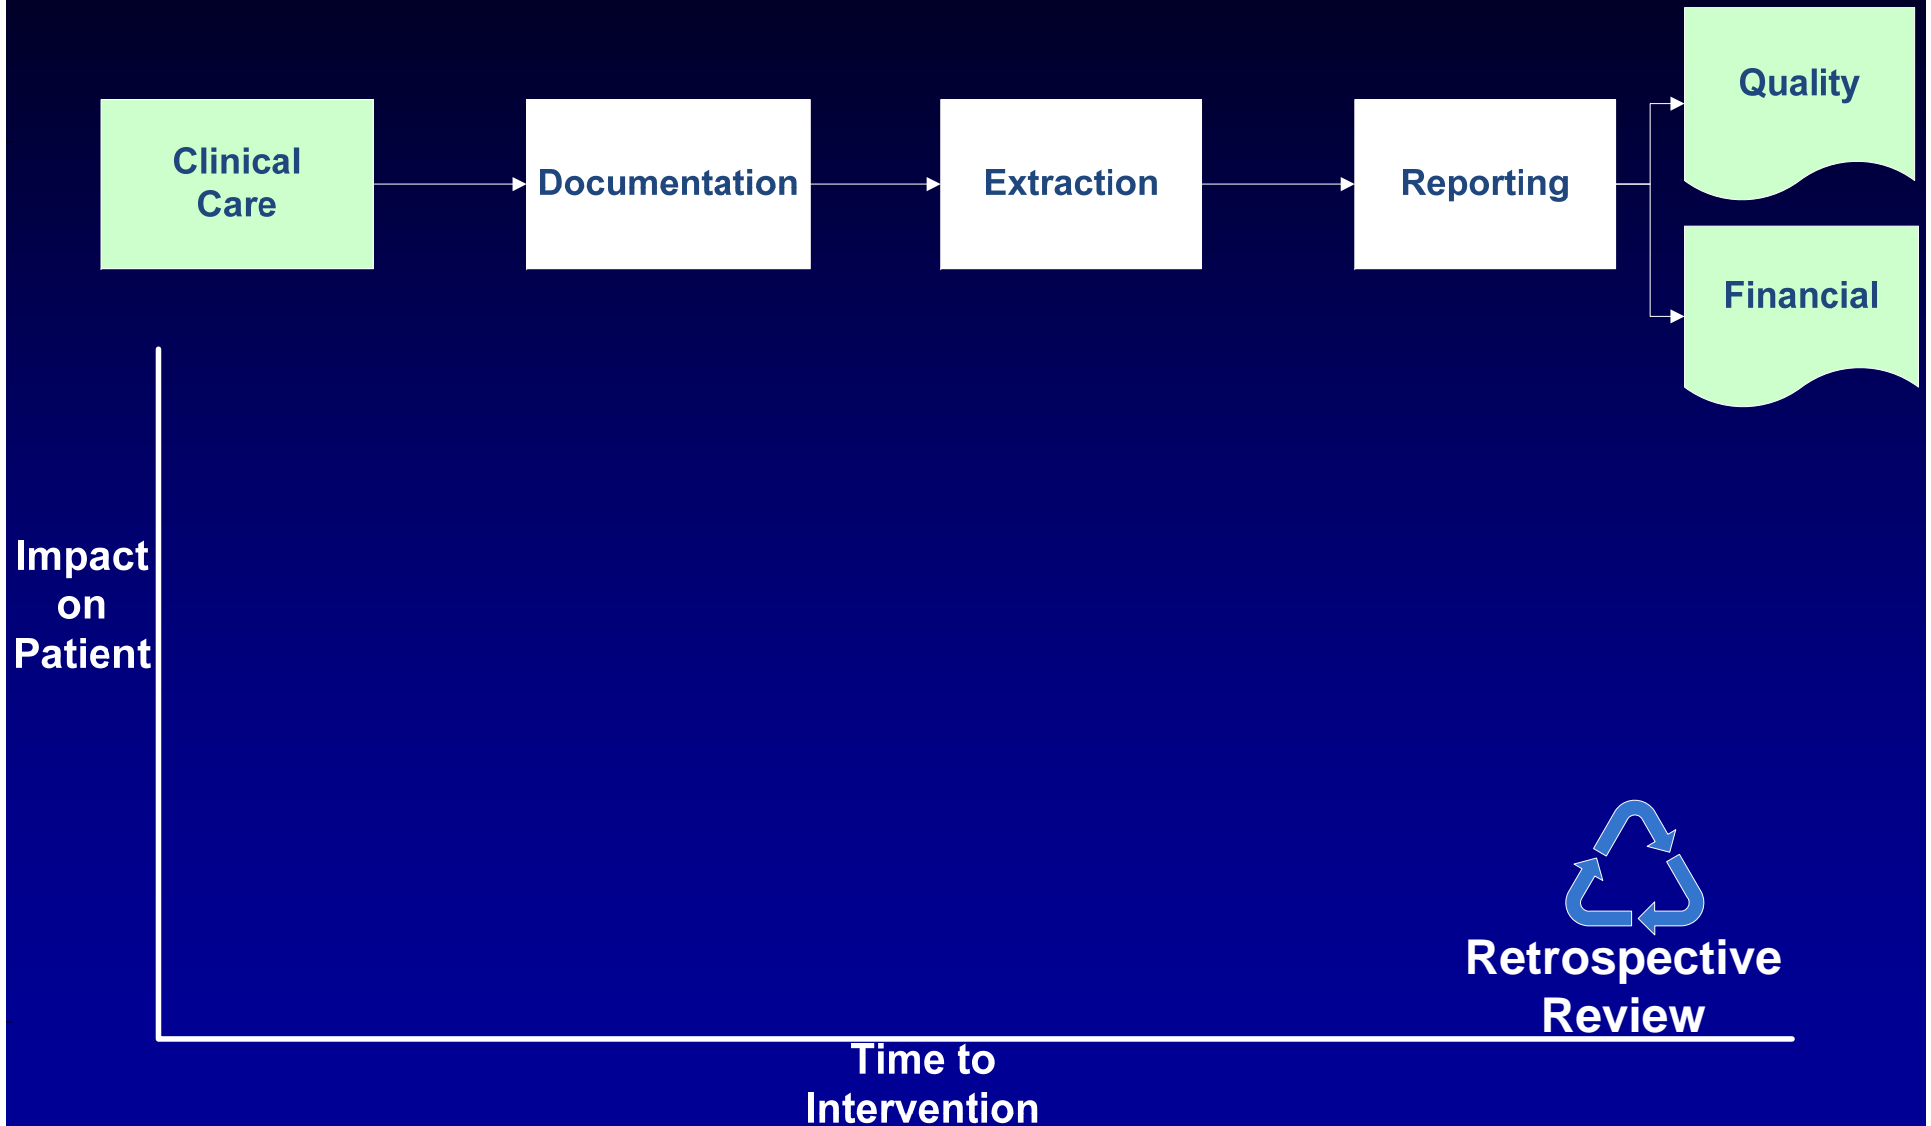 Quality
Clinical
Care
Documentation
Extraction
Reporting
Financial
Impact
on
Patient
Retrospective
Review
Time to
Intervention